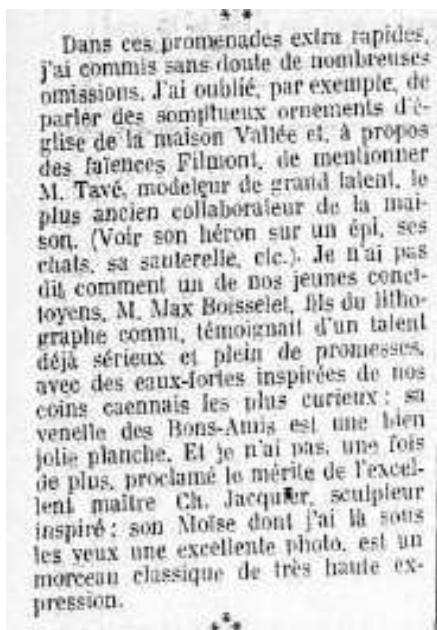 Dans ces promenades extra rapides,
j'ai commis sans doute de nombreuses
omissions. J'ai oublié, par exemple, de
parler des somptueux ornements d'é-
glise de la maison Vallée et, à propos
des faïences Filmont, de mentionner
M. Tavé, modeleur de grand talent, le
plus ancien collaborateur de la mai-
son. (Voir son héron sur un épi, ses
chats, sa sauterelle, etc.). Je n'ai pas
dit comment un de nos jeunes conci-
toyens, M. Max Boisselet, fils du litho-
graphe connu, témoignait d'un talent
déjà sérieux et plein de promesses,
avec des eaux-fortes inspirées de nos
coins caennais les plus curieux ; sa
venelle des Bons-Amis est une bien
jolie planche. Et je n'ai pas, une fois
de plus, proclamé le mérite de l'excel-
lent maître Ch. Jacquier, sculpteur
inspiré ; son Moïse dont j'ai là sous
les yeux une excellente photo, est un
morceau classique de très haute ex-
pression.